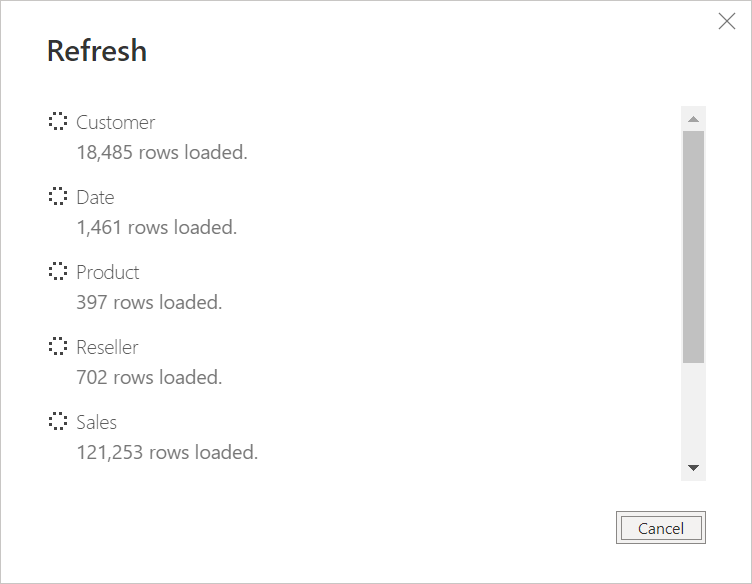 Refresh
Customer
18,485 rows loaded.
Date
1,461 rows loaded.
Product
397 rows loaded.
Reseller
702 rows loaded.
Sales
121,253 rows loaded.
Cancel